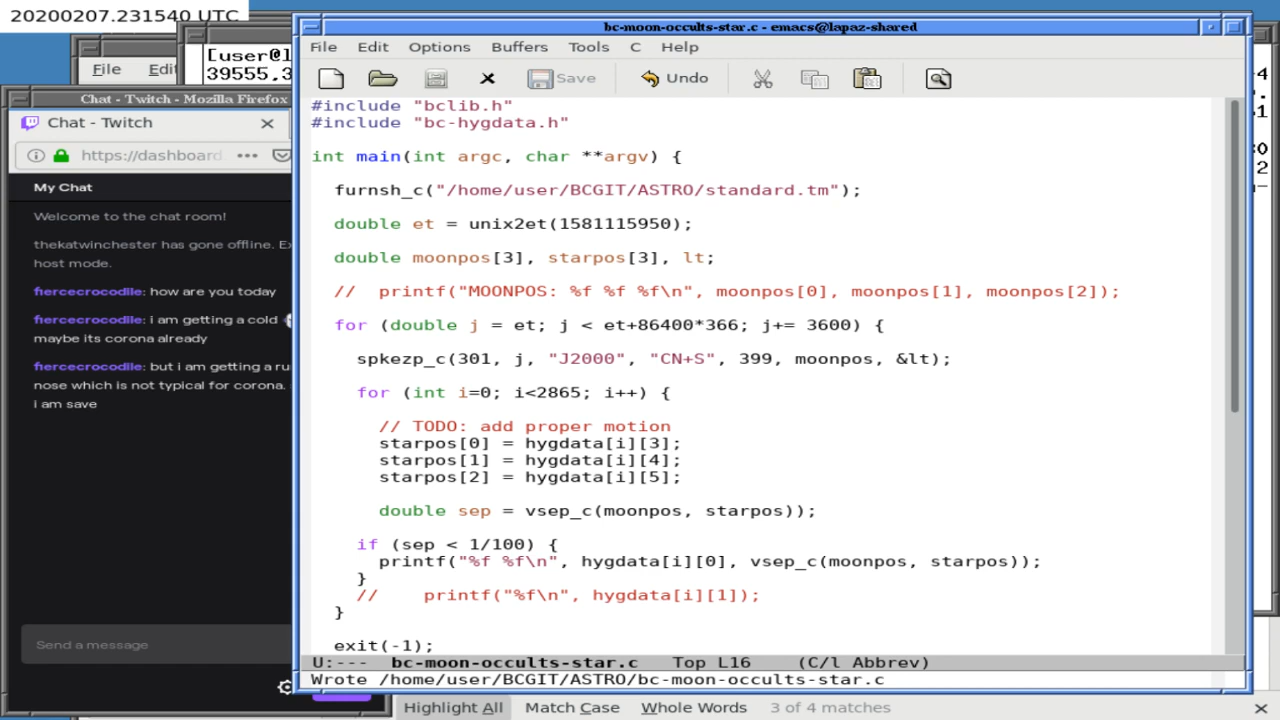 20200207.231540 UTC
bc-moon-occults-star.c - emacs@lapaz-shared
File Edit Options Buffers Tools C Help
Save Undo
#include "bclib.h"
#include "bc-hygdata.h"
int main(int argc, char **argv) {
furnsh_c("/home/user/BCGIT/ASTRO/standard.tm");
double et = unix2et(1581115950);
double moonpos[3], starpos[3], lt;
//  printf("MOONPOS: %f %f %f\n", moonpos[0], moonpos[1], moonpos[2]);
for (double j = et; j < et+86400*366; j+= 3600) {
spkezp_c(301, j, "J2000", "CN+S", 399, moonpos, &lt);
for (int i=0; i<2865; i++) {
// TODO: add proper motion
starpos[0] = hygdata[i][3];
starpos[1] = hygdata[i][4];
starpos[2] = hygdata[i][5];
double sep = vsep_c(moonpos, starpos));
if (sep < 1/100) {
printf("%f %f\n", hygdata[i][0], vsep_c(moonpos, starpos));
}
//    printf("%f\n", hygdata[i][1]);
}
exit(-1);
U:---  bc-moon-occults-star.c   Top L16    (C/l Abbrev)
Wrote /home/user/BCGIT/ASTRO/bc-moon-occults-star.c
[user@l
39555.3
File Edi
Chat - Twitch - Mozilla Firefox
Chat - Twitch
https://dashboard.
My Chat
Welcome to the chat room!
thekatwinchester has gone offline. Ex
host mode.
fiercecrocodile: how are you today
fiercecrocodile: i am getting a cold
maybe its corona already
fiercecrocodile: but i am getting a ru
nose which is not typical for corona.
i am save
Send a message
Highlight All Match Case Whole Words 3 of 4 matches